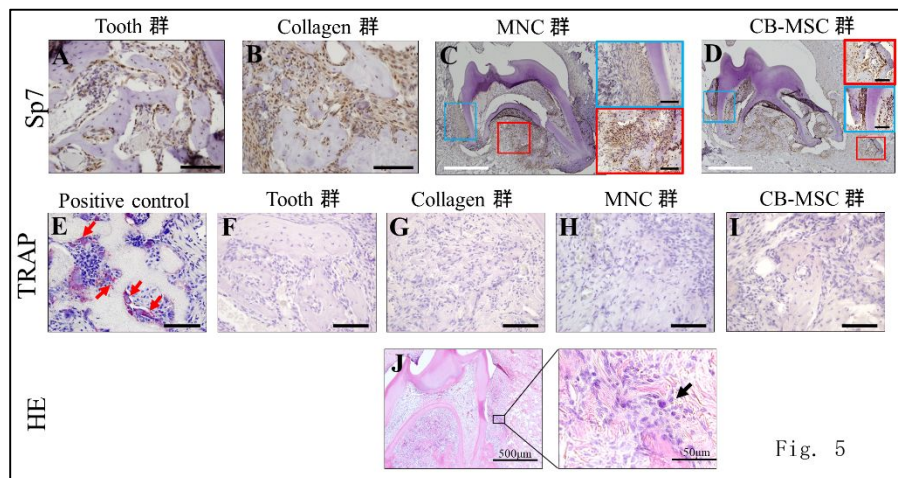 Tooth 群 Collagen 群 MNC 群 CB-MSC 群
Sp7
A B C D
Positive control Tooth 群 Collagen 群 MNC 群 CB-MSC 群
TRAP
E F G H I
HE
J
500μm 50μm
Fig. 5